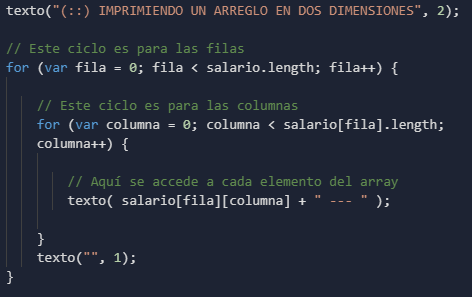 texto("(::) IMPRIMIENDO UN ARREGLO EN DOS DIMENSIONES", 2);
// Este ciclo es para las filas
for (var fila = 0; fila < salario.length; fila++) {
// Este ciclo es para las columnas
for (var columna = 0; columna < salario[fila].length;
columna++) {
// Aquí se accede a cada elemento del array
texto( salario[fila][columna] + " --- " );
}
texto("", 1);
}